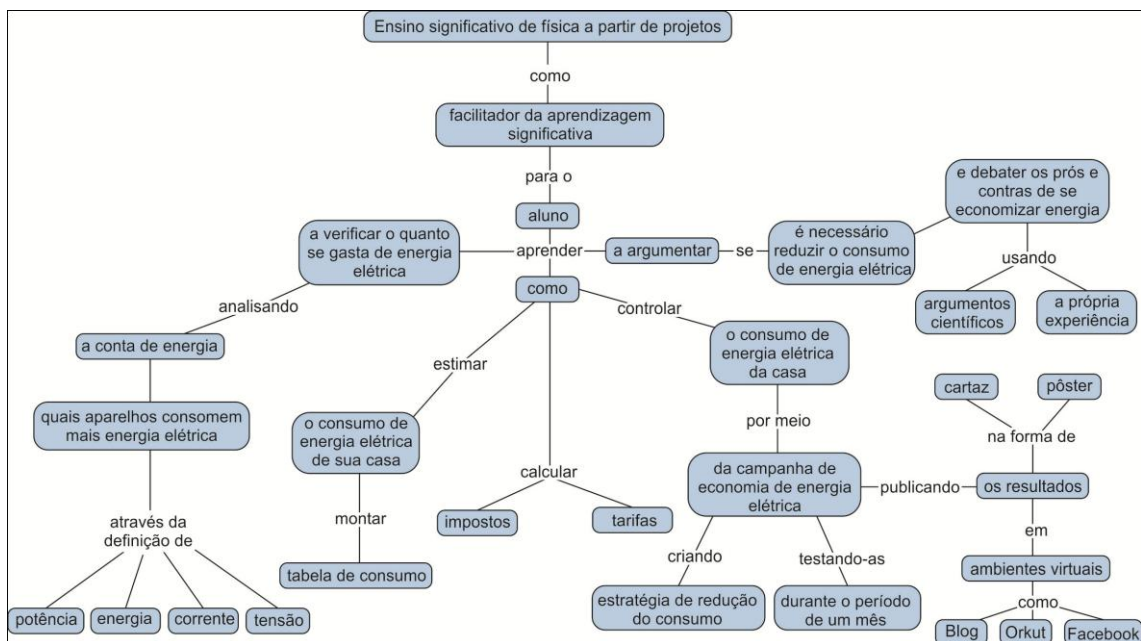 Ensino significativo de física a partir de projetos
como
facilitador da aprendizagem
significativa
para o
aluno
aprender
a verificar o quanto
se gasta de energia
elétrica
analisando
a conta de energia
quais aparelhos consomem
mais energia elétrica
através da
definição de
potência
energia
corrente
tensão
a argumentar
se
é necessário
reduzir o consumo
de energia elétrica
e debater os prós e
contras de se
economizar energia
usando
argumentos
científicos
a própria
experiência
como
estimar
o consumo de
energia elétrica
de sua casa
montar
tabela de consumo
calcular
impostos
tarifas
controlar
o consumo de
energia elétrica
da casa
por meio
da campanha de
economia de energia
elétrica
criando
estratégia de redução
do consumo
testando-as
durante o período
de um mês
publicando
os resultados
na forma de
cartaz
pôster
em
ambientes virtuais
como
Blog
Orkut
Facebook